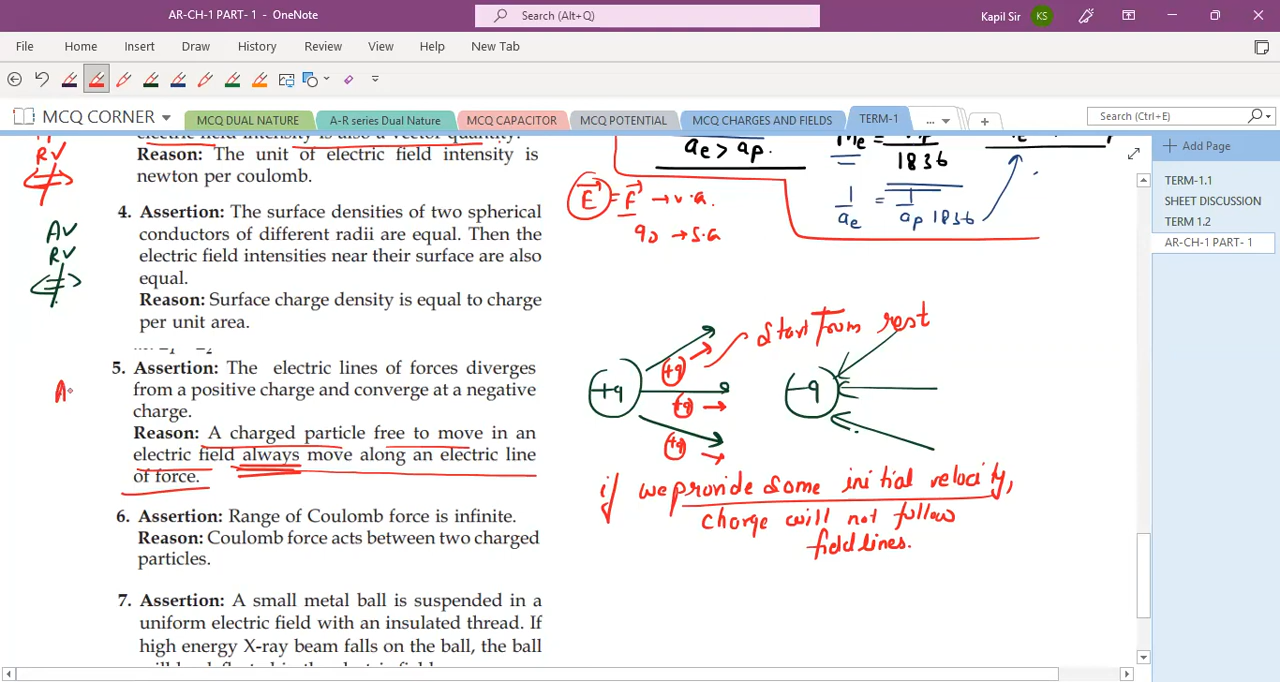 AR-CH-1 PART- 1 - OneNote
Search (Alt+Q)
Kapil Sir
KS
File Home Insert Draw History Review View Help New Tab
MCQ CORNER
MCQ DUAL NATURE
A-R series Dual Nature
MCQ CAPACITOR
MCQ POTENTIAL
MCQ CHARGES AND FIELDS
TERM-1
...
Search (Ctrl+E)
Add Page
TERM-1.1
SHEET DISCUSSION
TERM 1.2
AR-CH-1 PART- 1
electric field intensity is also a vector quantity.
Reason: The unit of electric field intensity is
newton per coulomb.
RV
4. Assertion: The surface densities of two spherical
conductors of different radii are equal. Then the
electric field intensities near their surface are also
equal.
Reason: Surface charge density is equal to charge
per unit area.
AV
RV
5. Assertion: The electric lines of forces diverges
from a positive charge and converge at a negative
charge.
Reason: A charged particle free to move in an
electric field always move along an electric line
of force.
A
6. Assertion: Range of Coulomb force is infinite.
Reason: Coulomb force acts between two charged
particles.
7. Assertion: A small metal ball is suspended in a
uniform electric field with an insulated thread. If
high energy X-ray beam falls on the ball, the ball
ae > ap.
1836
1/ae = 1/ap 1836
E = F → v.q.
q0 → s.q
start from rest
+q
+q
+q
+q
-q
if we provide some initial velocity,
charge will not follow
field lines.